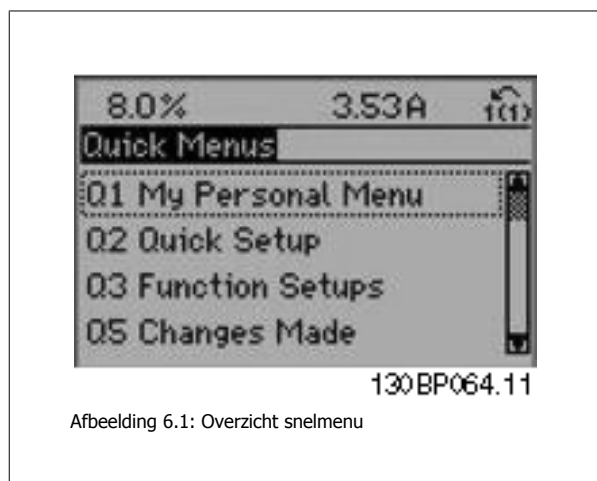 8.0% 3.53A 1(1)
Quick Menus
Q1 My Personal Menu
Q2 Quick Setup
Q3 Function Setups
Q5 Changes Made
130BP064.11
Afbeelding 6.1: Overzicht snelmenu